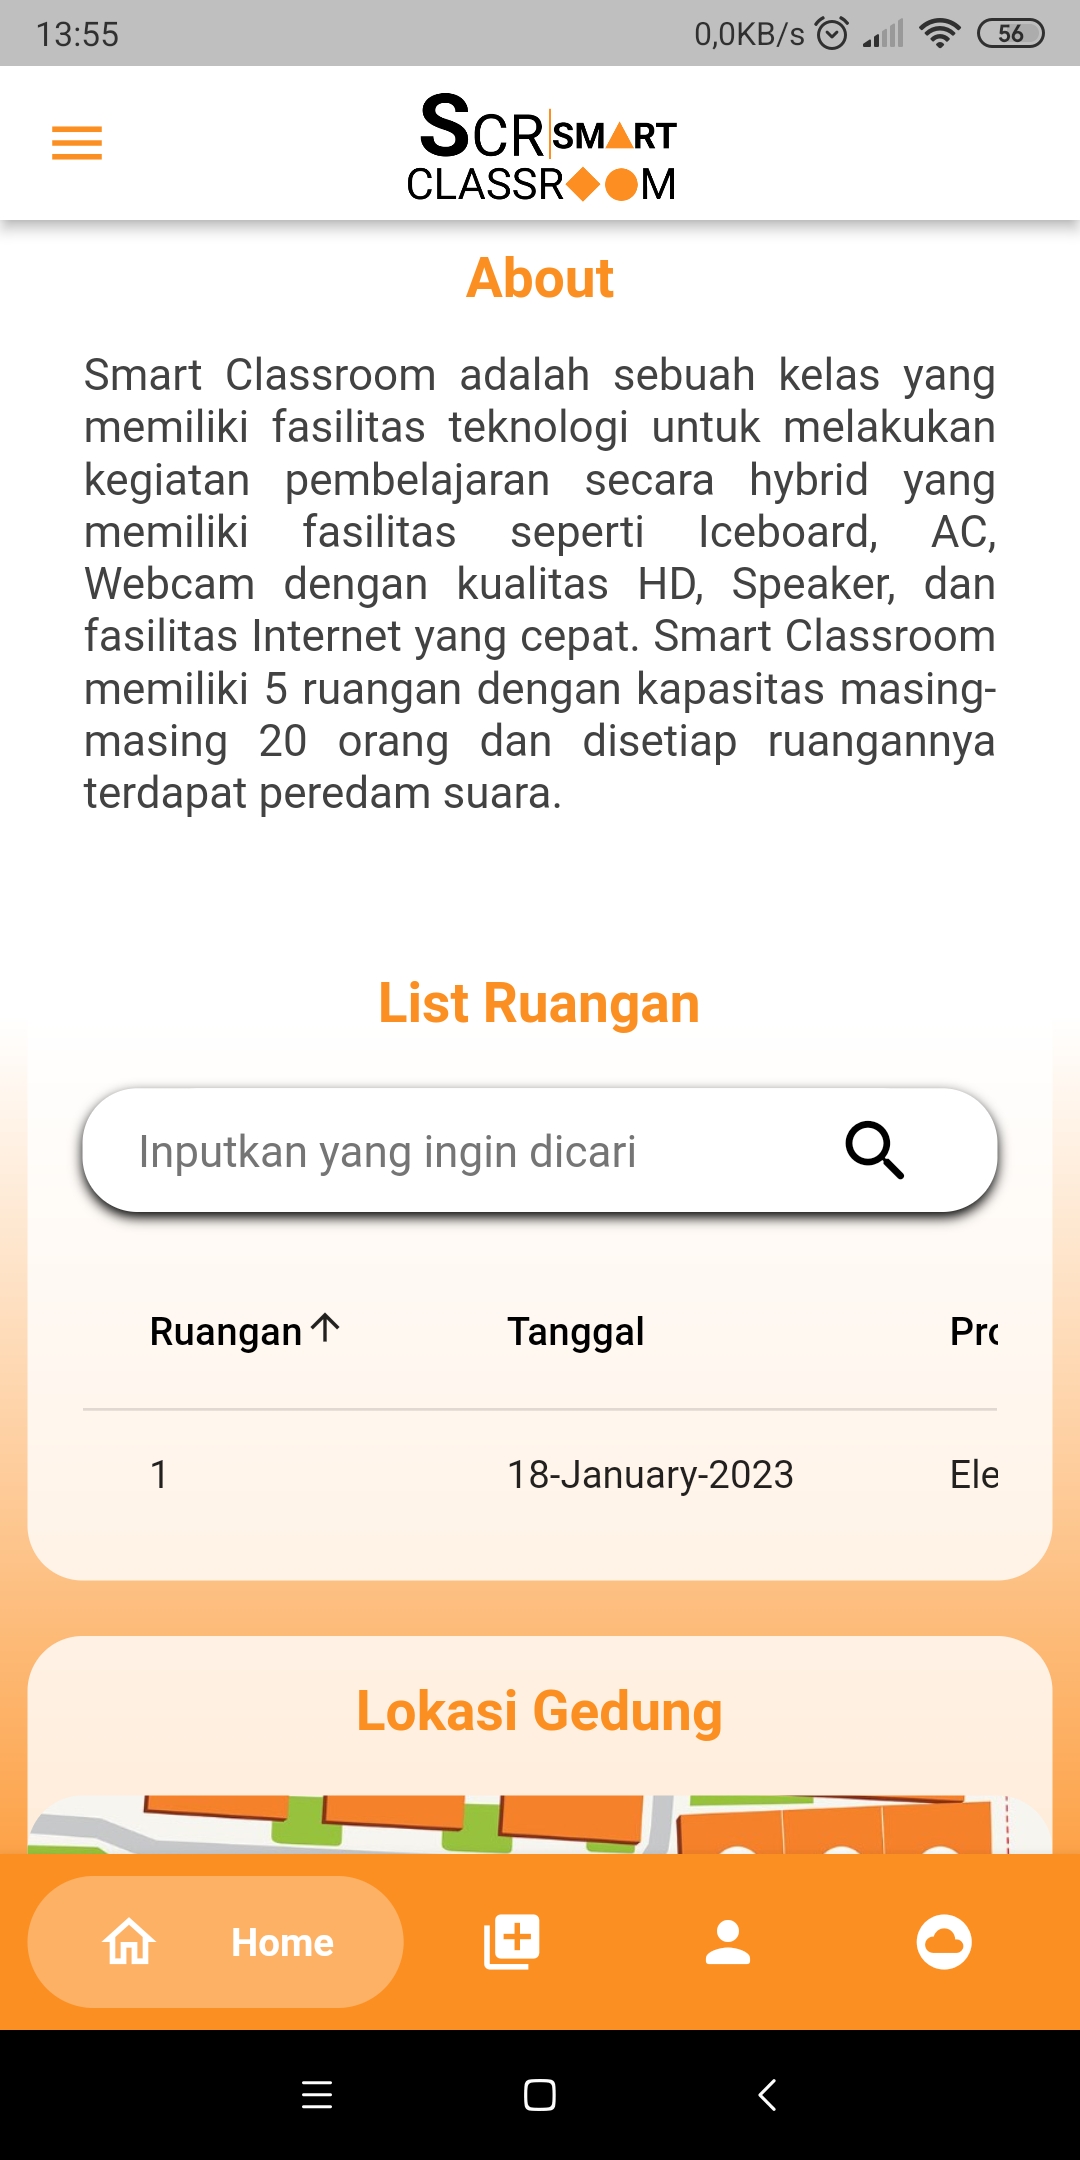 13:55 0,0KB/s 56
SCR SMART
CLASSROOM
About
Smart Classroom adalah sebuah kelas yang
memiliki fasilitas teknologi untuk melakukan
kegiatan pembelajaran secara hybrid yang
memiliki fasilitas seperti Iceboard, AC,
Webcam dengan kualitas HD, Speaker, dan
fasilitas Internet yang cepat. Smart Classroom
memiliki 5 ruangan dengan kapasitas masing-
masing 20 orang dan disetiap ruangannya
terdapat peredam suara.
List Ruangan
Inputkan yang ingin dicari
Ruangan Tanggal Pro
1 18-January-2023 Ele
Lokasi Gedung
Home